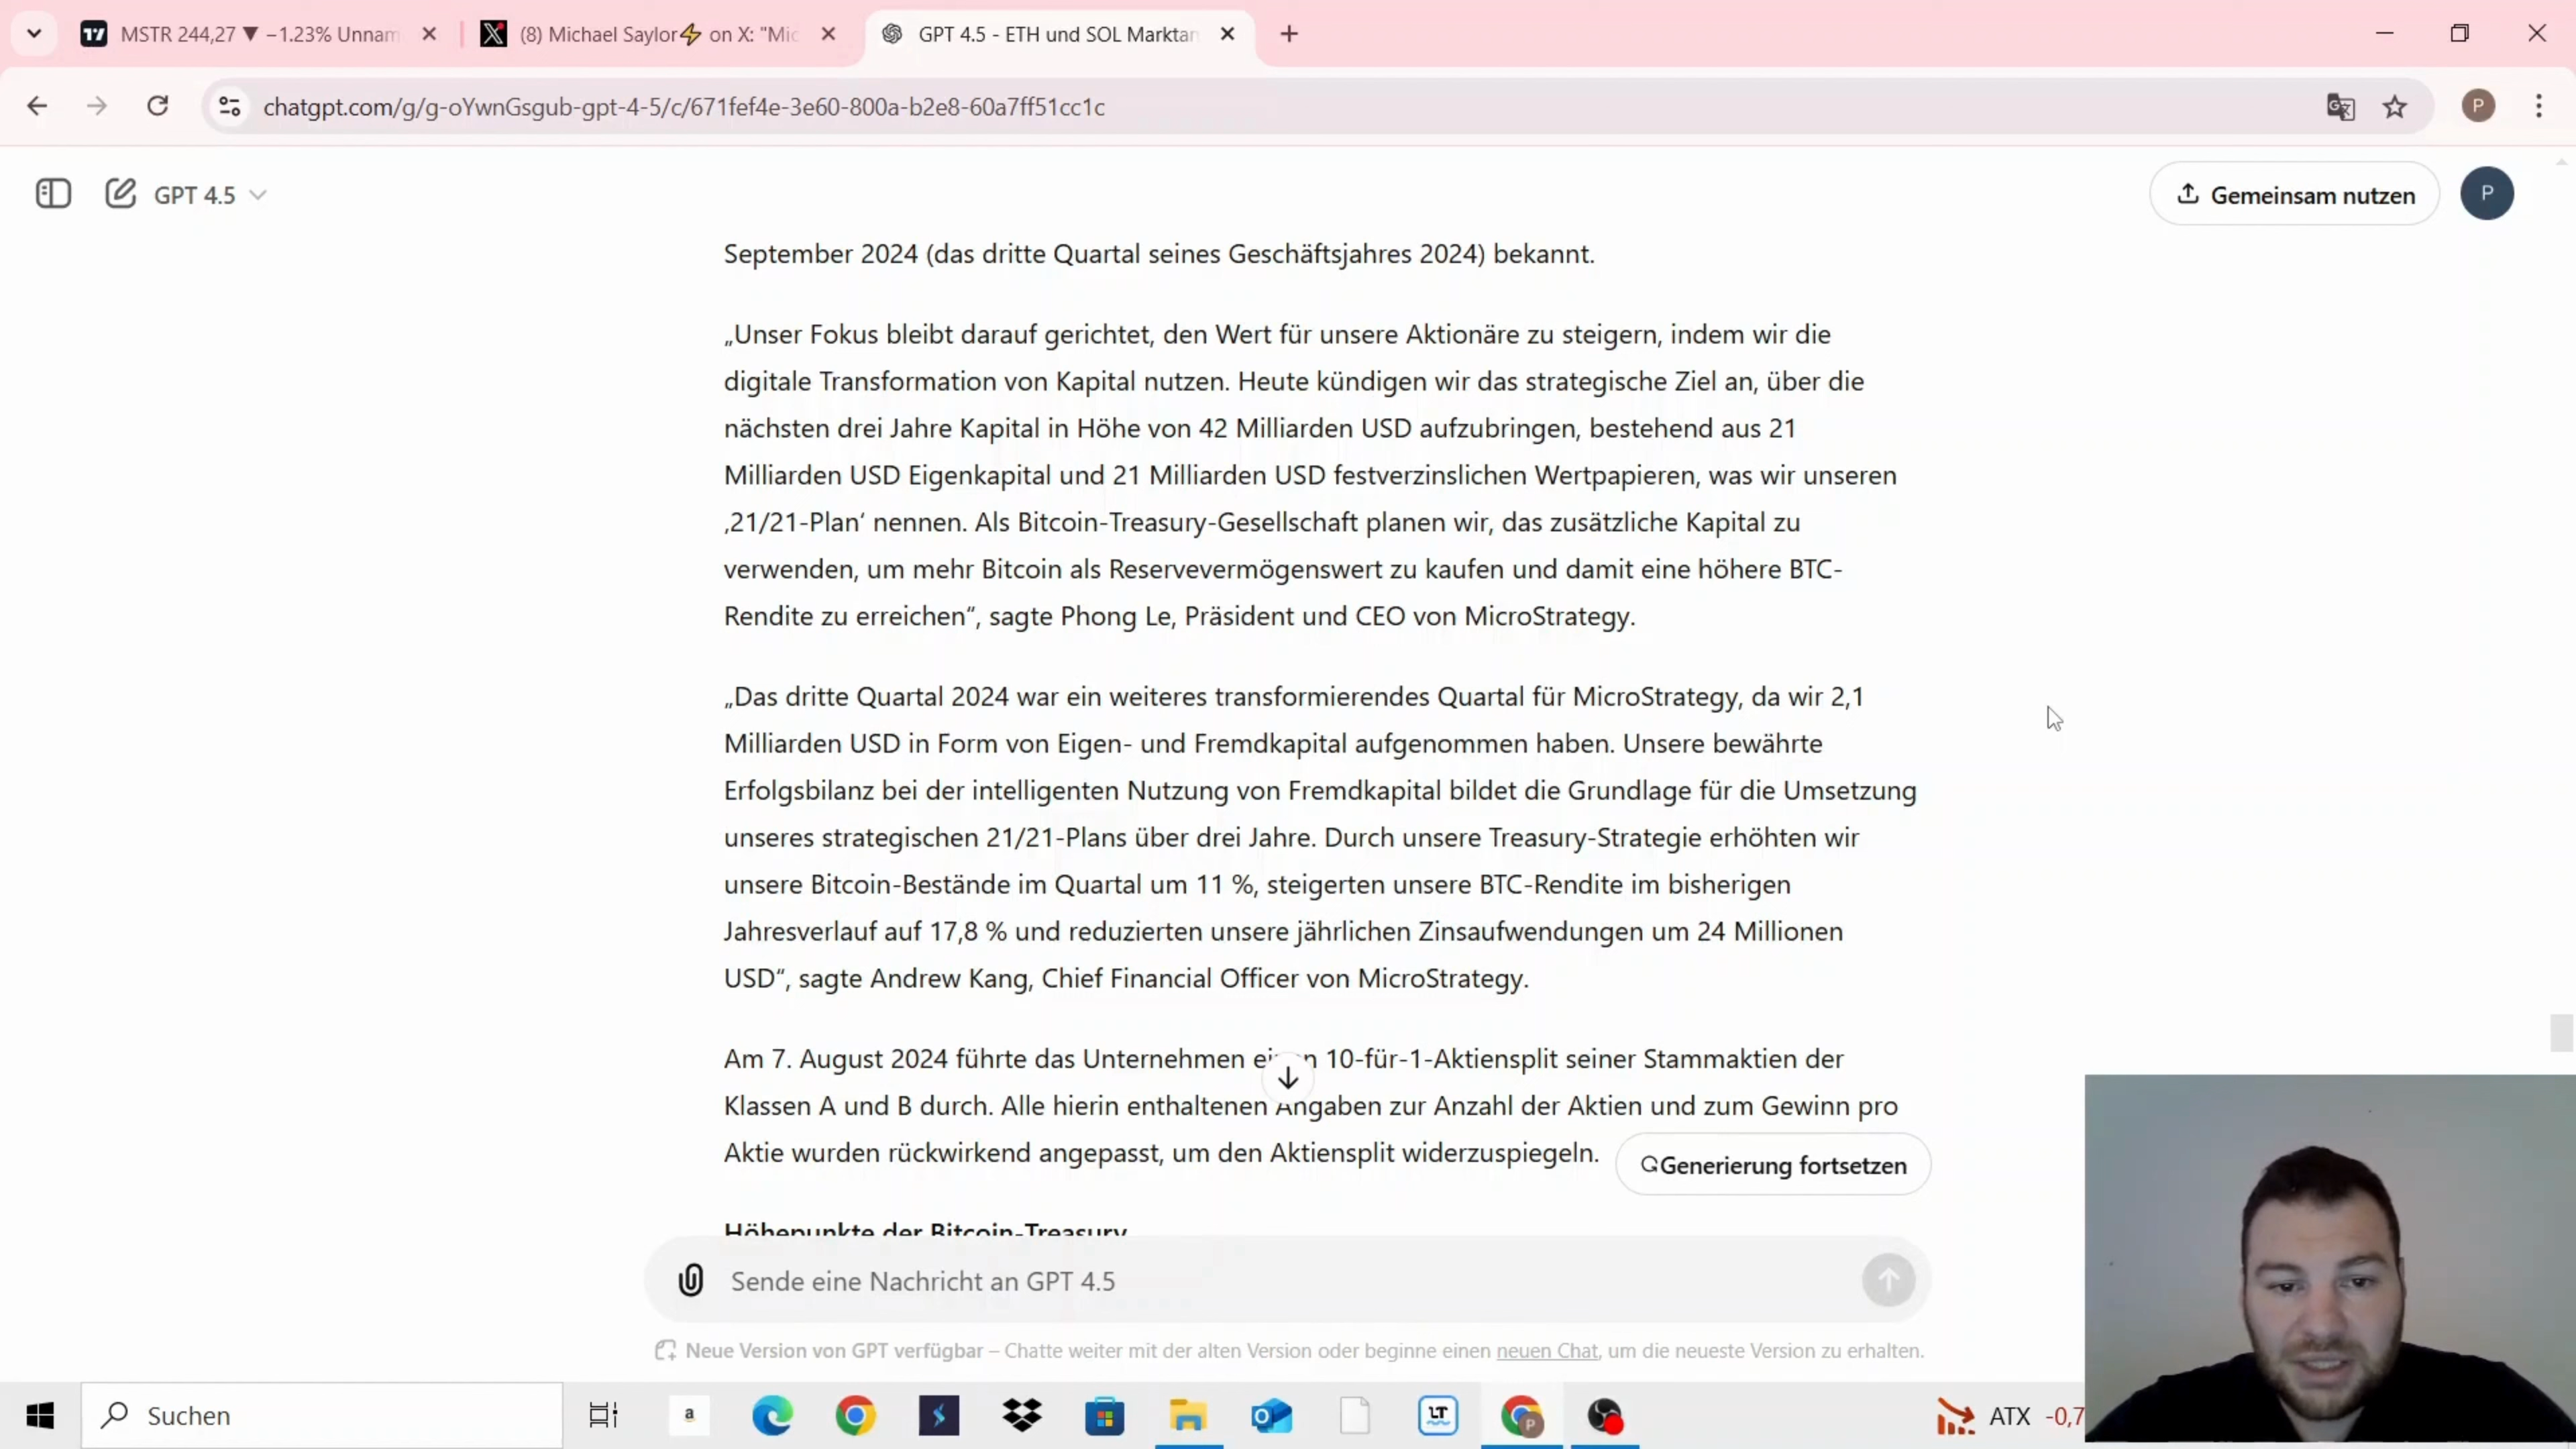 MSTR 244,27 ▼ −1.23% Unnam
(8) Michael Saylor⚡ on X: "Mic
GPT 4.5 - ETH und SOL Marktan
chatgpt.com/g/g-oYwnGsgub-gpt-4-5/c/671fef4e-3e60-800a-b2e8-60a7ff51cc1c
P
GPT 4.5
Gemeinsam nutzen
P
September 2024 (das dritte Quartal seines Geschäftsjahres 2024) bekannt.
„Unser Fokus bleibt darauf gerichtet, den Wert für unsere Aktionäre zu steigern, indem wir die
digitale Transformation von Kapital nutzen. Heute kündigen wir das strategische Ziel an, über die
nächsten drei Jahre Kapital in Höhe von 42 Milliarden USD aufzubringen, bestehend aus 21
Milliarden USD Eigenkapital und 21 Milliarden USD festverzinslichen Wertpapieren, was wir unseren
‚21/21-Plan‘ nennen. Als Bitcoin-Treasury-Gesellschaft planen wir, das zusätzliche Kapital zu
verwenden, um mehr Bitcoin als Reservevermögenswert zu kaufen und damit eine höhere BTC-
Rendite zu erreichen“, sagte Phong Le, Präsident und CEO von MicroStrategy.
„Das dritte Quartal 2024 war ein weiteres transformierendes Quartal für MicroStrategy, da wir 2,1
Milliarden USD in Form von Eigen- und Fremdkapital aufgenommen haben. Unsere bewährte
Erfolgsbilanz bei der intelligenten Nutzung von Fremdkapital bildet die Grundlage für die Umsetzung
unseres strategischen 21/21-Plans über drei Jahre. Durch unsere Treasury-Strategie erhöhten wir
unsere Bitcoin-Bestände im Quartal um 11 %, steigerten unsere BTC-Rendite im bisherigen
Jahresverlauf auf 17,8 % und reduzierten unsere jährlichen Zinsaufwendungen um 24 Millionen
USD“, sagte Andrew Kang, Chief Financial Officer von MicroStrategy.
Am 7. August 2024 führte das Unternehmen einen 10-für-1-Aktiensplit seiner Stammaktien der
Klassen A und B durch. Alle hierin enthaltenen Angaben zur Anzahl der Aktien und zum Gewinn pro
Aktie wurden rückwirkend angepasst, um den Aktiensplit widerzuspiegeln.
Generierung fortsetzen
Höhepunkte der Bitcoin-Treasury
Sende eine Nachricht an GPT 4.5
Neue Version von GPT verfügbar – Chatte weiter mit der alten Version oder beginne einen neuen Chat, um die neueste Version zu erhalten.
Suchen
a
LT
P
ATX -0,7